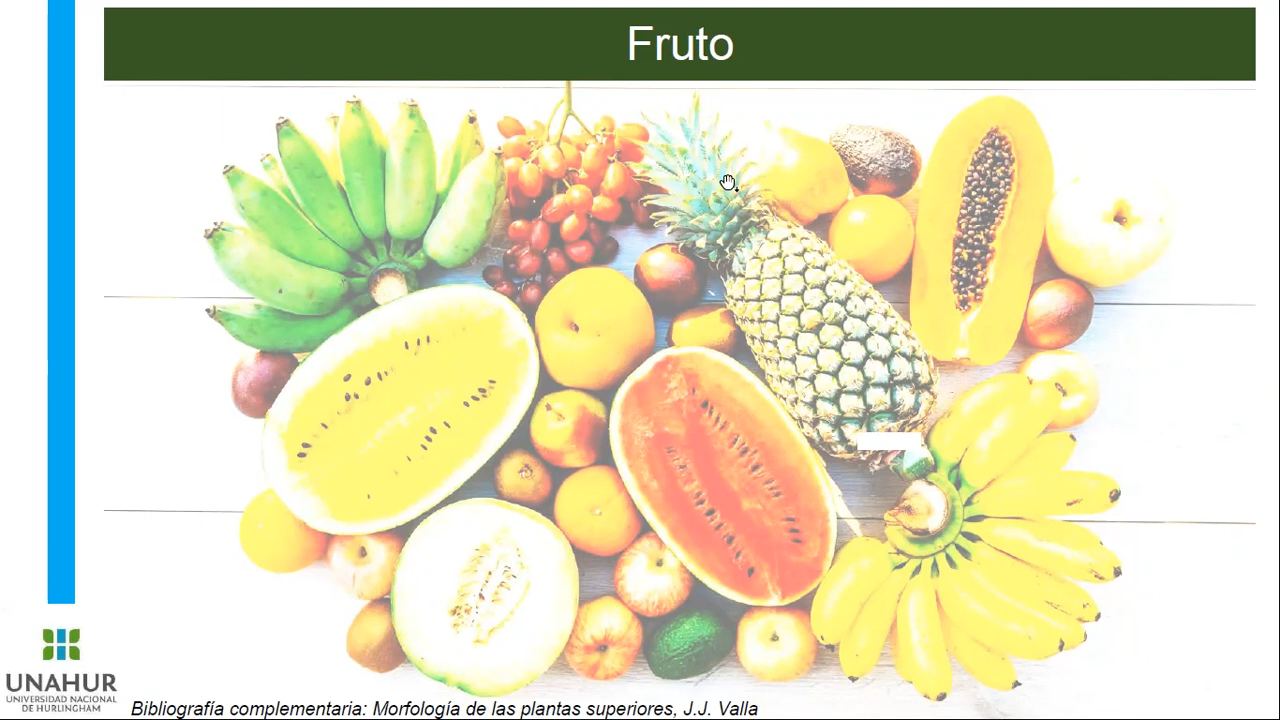 Fruto
UNAHUR
UNIVERSIDAD NACIONAL
DE HURLINGHAM
Bibliografía complementaria: Morfología de las plantas superiores, J.J. Valla